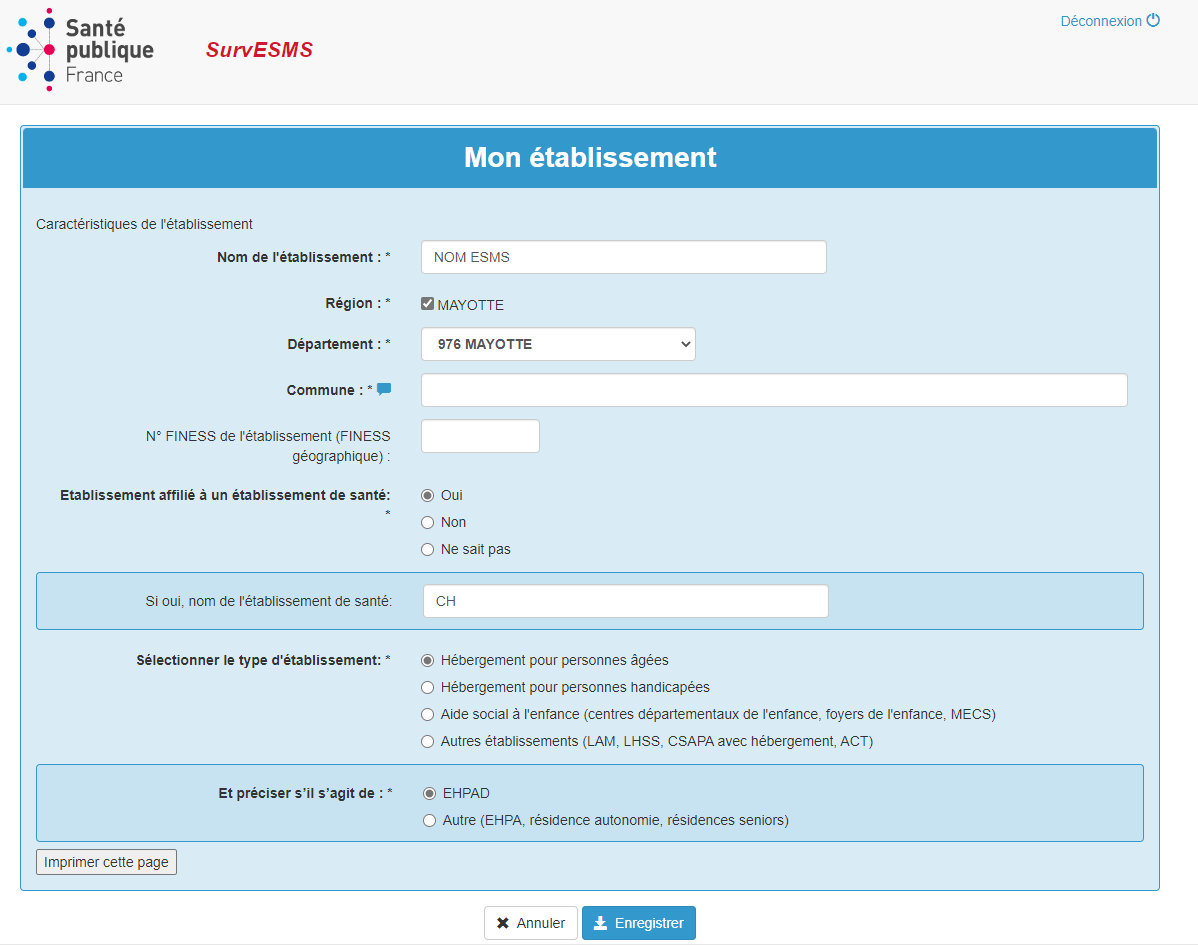 Santé
publique
France
SurvESMS
Déconnexion
Mon établissement
Caractéristiques de l'établissement
Nom de l'établissement : *
NOM ESMS
Région : *
MAYOTTE
Département : *
976 MAYOTTE
Commune : *
N° FINESS de l'établissement (FINESS
géographique) :
Etablissement affilié à un établissement de santé:
*
Oui
Non
Ne sait pas
Si oui, nom de l'établissement de santé:
CH
Sélectionner le type d'établissement: *
Hébergement pour personnes âgées
Hébergement pour personnes handicapées
Aide social à l'enfance (centres départementaux de l'enfance, foyers de l'enfance, MECS)
Autres établissements (LAM, LHSS, CSAPA avec hébergement, ACT)
Et préciser s’il s’agit de : *
EHPAD
Autre (EHPA, résidence autonomie, résidences seniors)
Imprimer cette page
Annuler
Enregistrer